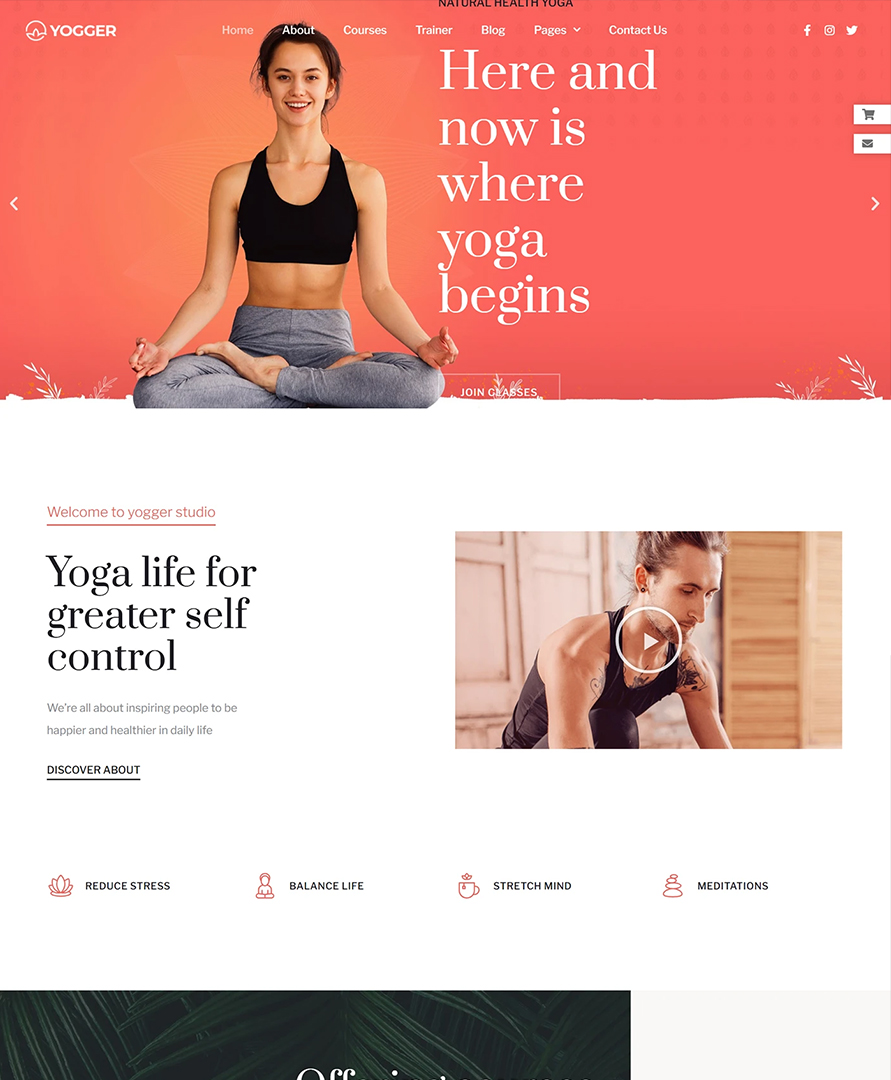 NATURAL HEALTH YOGA
YOGGER Home About Courses Trainer Blog Pages Contact Us
Here and
now is
where
yoga
begins
JOIN CLASSES
Welcome to yogger studio
Yoga life for
greater self
control
We're all about inspiring people to be
happier and healthier in daily life
DISCOVER ABOUT
REDUCE STRESS BALANCE LIFE STRETCH MIND MEDITATIONS
Offering